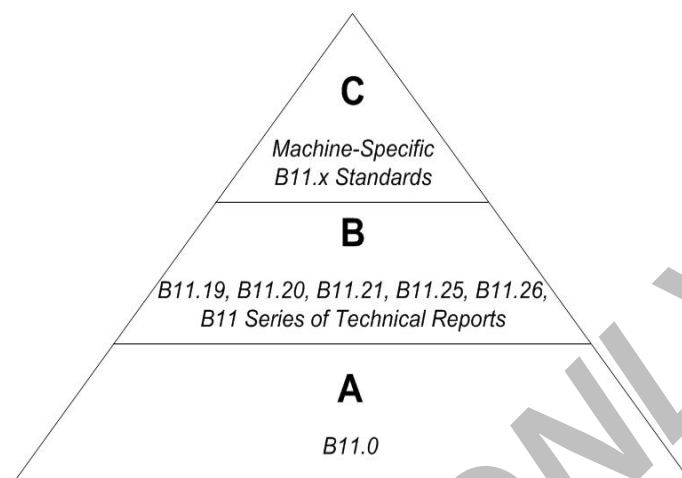 C
Machine-Specific
B11.x Standards
B
B11.19, B11.20, B11.21, B11.25, B11.26,
B11 Series of Technical Reports
A
B11.0
ONLY